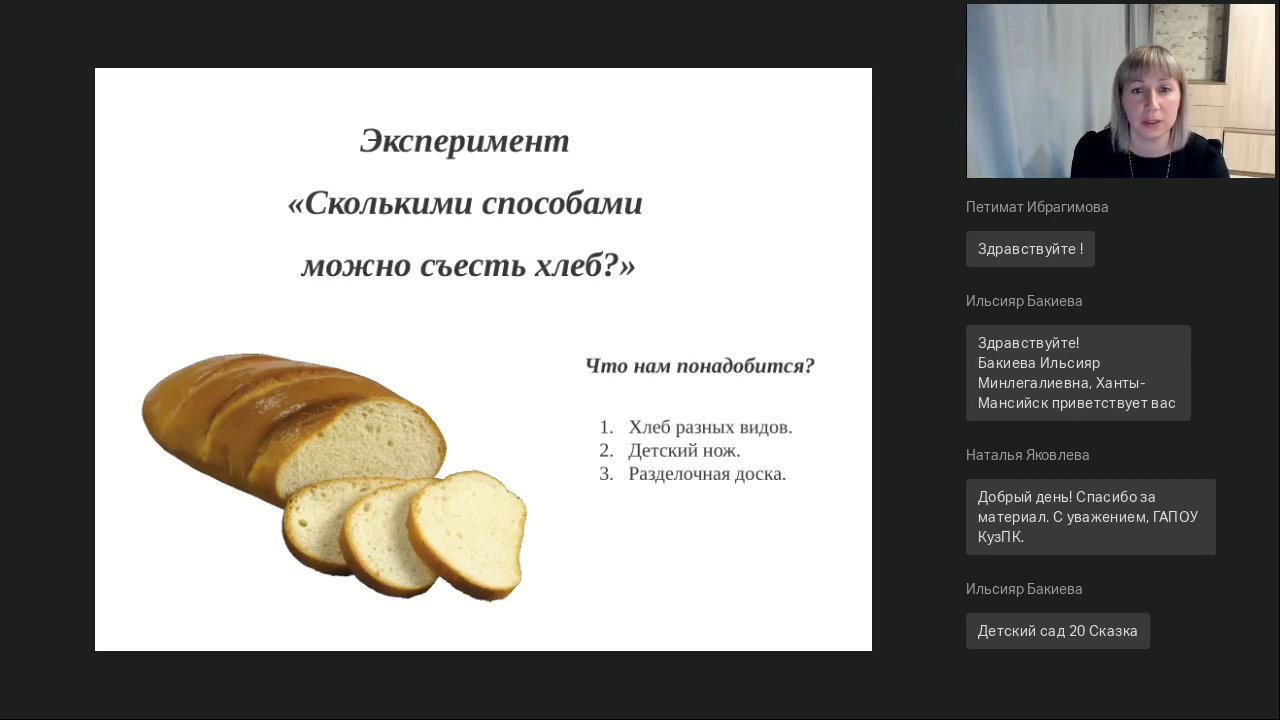 Эксперимент
«Сколькими способами
можно съесть хлеб?»
Что нам понадобится?
1. Хлеб разных видов.
2. Детский нож.
3. Разделочная доска.
Петимат Ибрагимова
Здравствуйте !
Ильсияр Бакиева
Здравствуйте!
Бакиева Ильсияр
Минлегалиевна, Ханты-
Мансийск приветствует вас
Наталья Яковлева
Добрый день! Спасибо за
материал. С уважением, ГАПОУ
КузПК.
Ильсияр Бакиева
Детский сад 20 Сказка